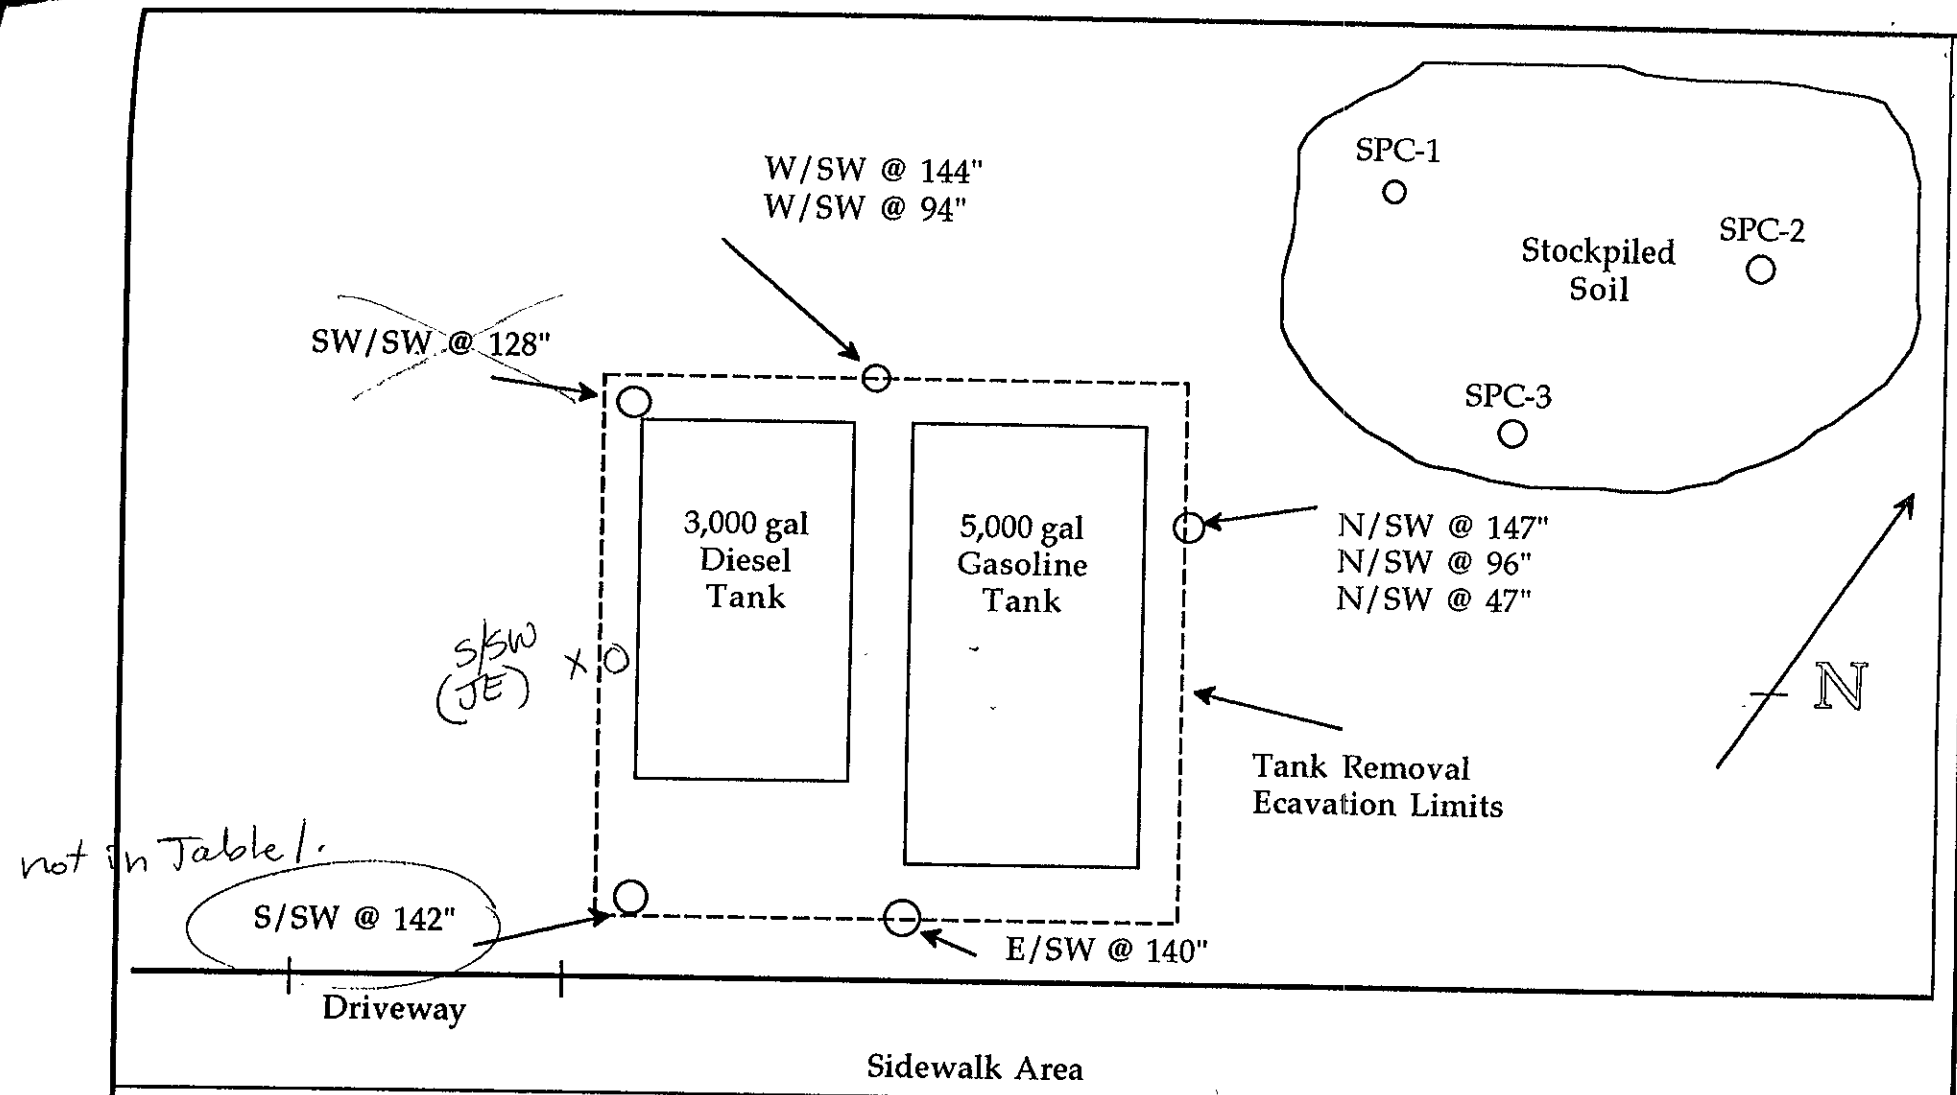 SPC-1
W/SW @ 144"
W/SW @ 94"
SPC-2
Stockpiled
Soil
SW/SW @ 128"
SPC-3
3,000 gal
Diesel
Tank
5,000 gal
Gasoline
Tank
N/SW @ 147"
N/SW @ 96"
N/SW @ 47"
S/SW
(JE)
X
N
Tank Removal
Ecavation Limits
not in Table 1.
S/SW @ 142"
E/SW @ 140"
Driveway
Sidewalk Area